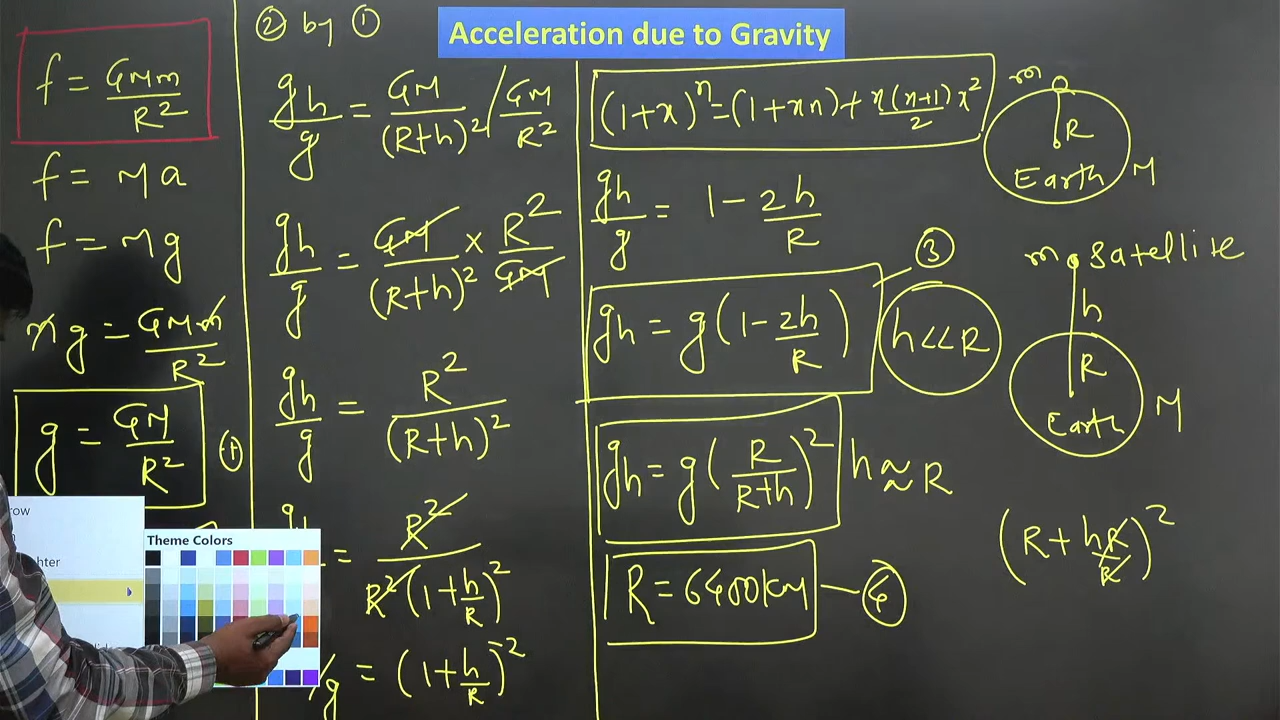 Acceleration due to Gravity
f = GMm/R²
f = Ma
f = Mg
mg = GMm/R²
g = GM/R² ①
row
hter
Theme Colors
② by ①
gh/g = GM/(R+h)² / GM/R²
gh/g = GM/(R+h)² × R²/GM
gh/g = R²/(R+h)²
= R²/R²(1+h/R)²
/g = (1+h/R)⁻²
(1+x)ⁿ = (1+xn) + n(n+1)x²/2
gh/g = 1 - 2h/R
gh = g(1 - 2h/R) ③
h<<R
gh = g(R/R+h)² h≈R
R = 6400km - ④
m
R
Earth M
m satellite
h
R
Earth M
(R + hR/R)²